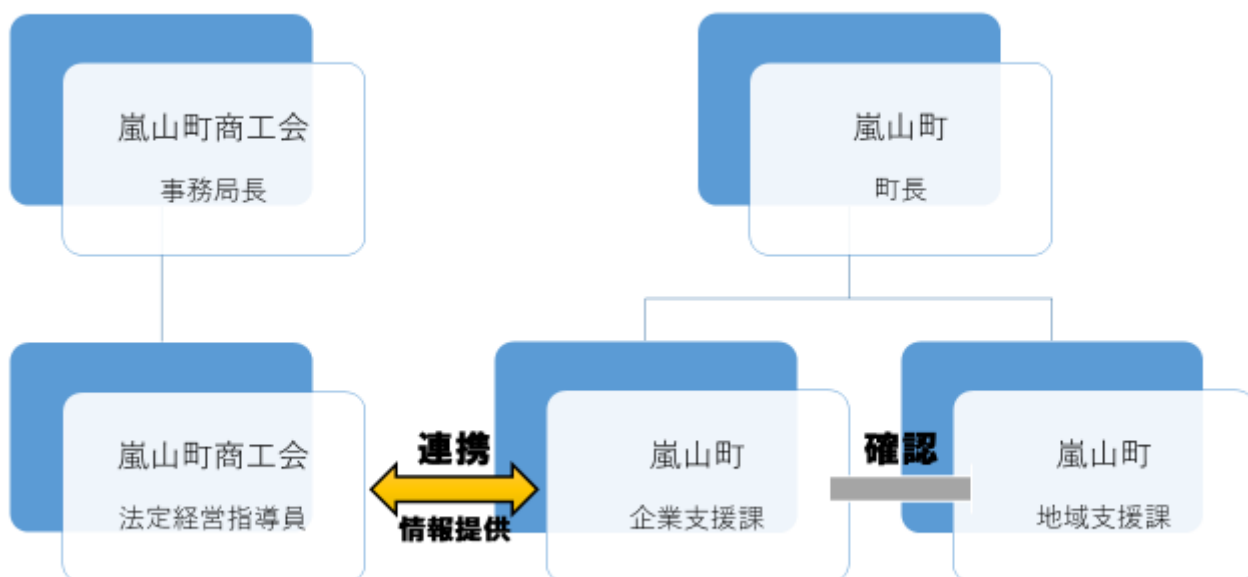 嵐山町商工会
事務局長
嵐山町
町長
嵐山町商工会
法定経営指導員
連携
情報提供
嵐山町
企業支援課
確認
嵐山町
地域支援課